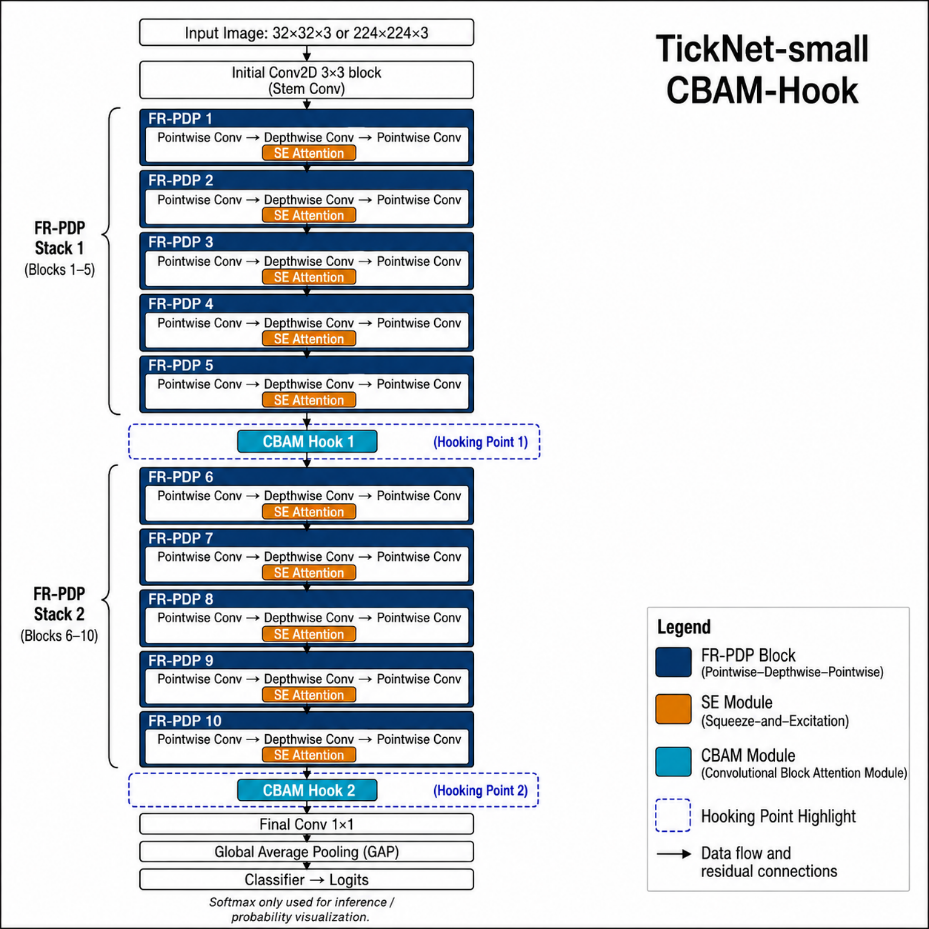 TickNet-small
CBAM-Hook
Input Image: 32×32×3 or 224×224×3
Initial Conv2D 3×3 block
(Stem Conv)
FR-PDP
Stack 1
(Blocks 1–5)
FR-PDP 1
Pointwise Conv → Depthwise Conv → Pointwise Conv
SE Attention
FR-PDP 2
Pointwise Conv → Depthwise Conv → Pointwise Conv
SE Attention
FR-PDP 3
Pointwise Conv → Depthwise Conv → Pointwise Conv
SE Attention
FR-PDP 4
Pointwise Conv → Depthwise Conv → Pointwise Conv
SE Attention
FR-PDP 5
Pointwise Conv → Depthwise Conv → Pointwise Conv
SE Attention
CBAM Hook 1 (Hooking Point 1)
FR-PDP
Stack 2
(Blocks 6–10)
FR-PDP 6
Pointwise Conv → Depthwise Conv → Pointwise Conv
SE Attention
FR-PDP 7
Pointwise Conv → Depthwise Conv → Pointwise Conv
SE Attention
FR-PDP 8
Pointwise Conv → Depthwise Conv → Pointwise Conv
SE Attention
FR-PDP 9
Pointwise Conv → Depthwise Conv → Pointwise Conv
SE Attention
FR-PDP 10
Pointwise Conv → Depthwise Conv → Pointwise Conv
SE Attention
CBAM Hook 2 (Hooking Point 2)
Final Conv 1×1
Global Average Pooling (GAP)
Classifier → Logits
Softmax only used for inference /
probability visualization.
Legend
FR-PDP Block
(Pointwise–Depthwise–Pointwise)
SE Module
(Squeeze-and-Excitation)
CBAM Module
(Convolutional Block Attention Module)
Hooking Point Highlight
Data flow and
residual connections